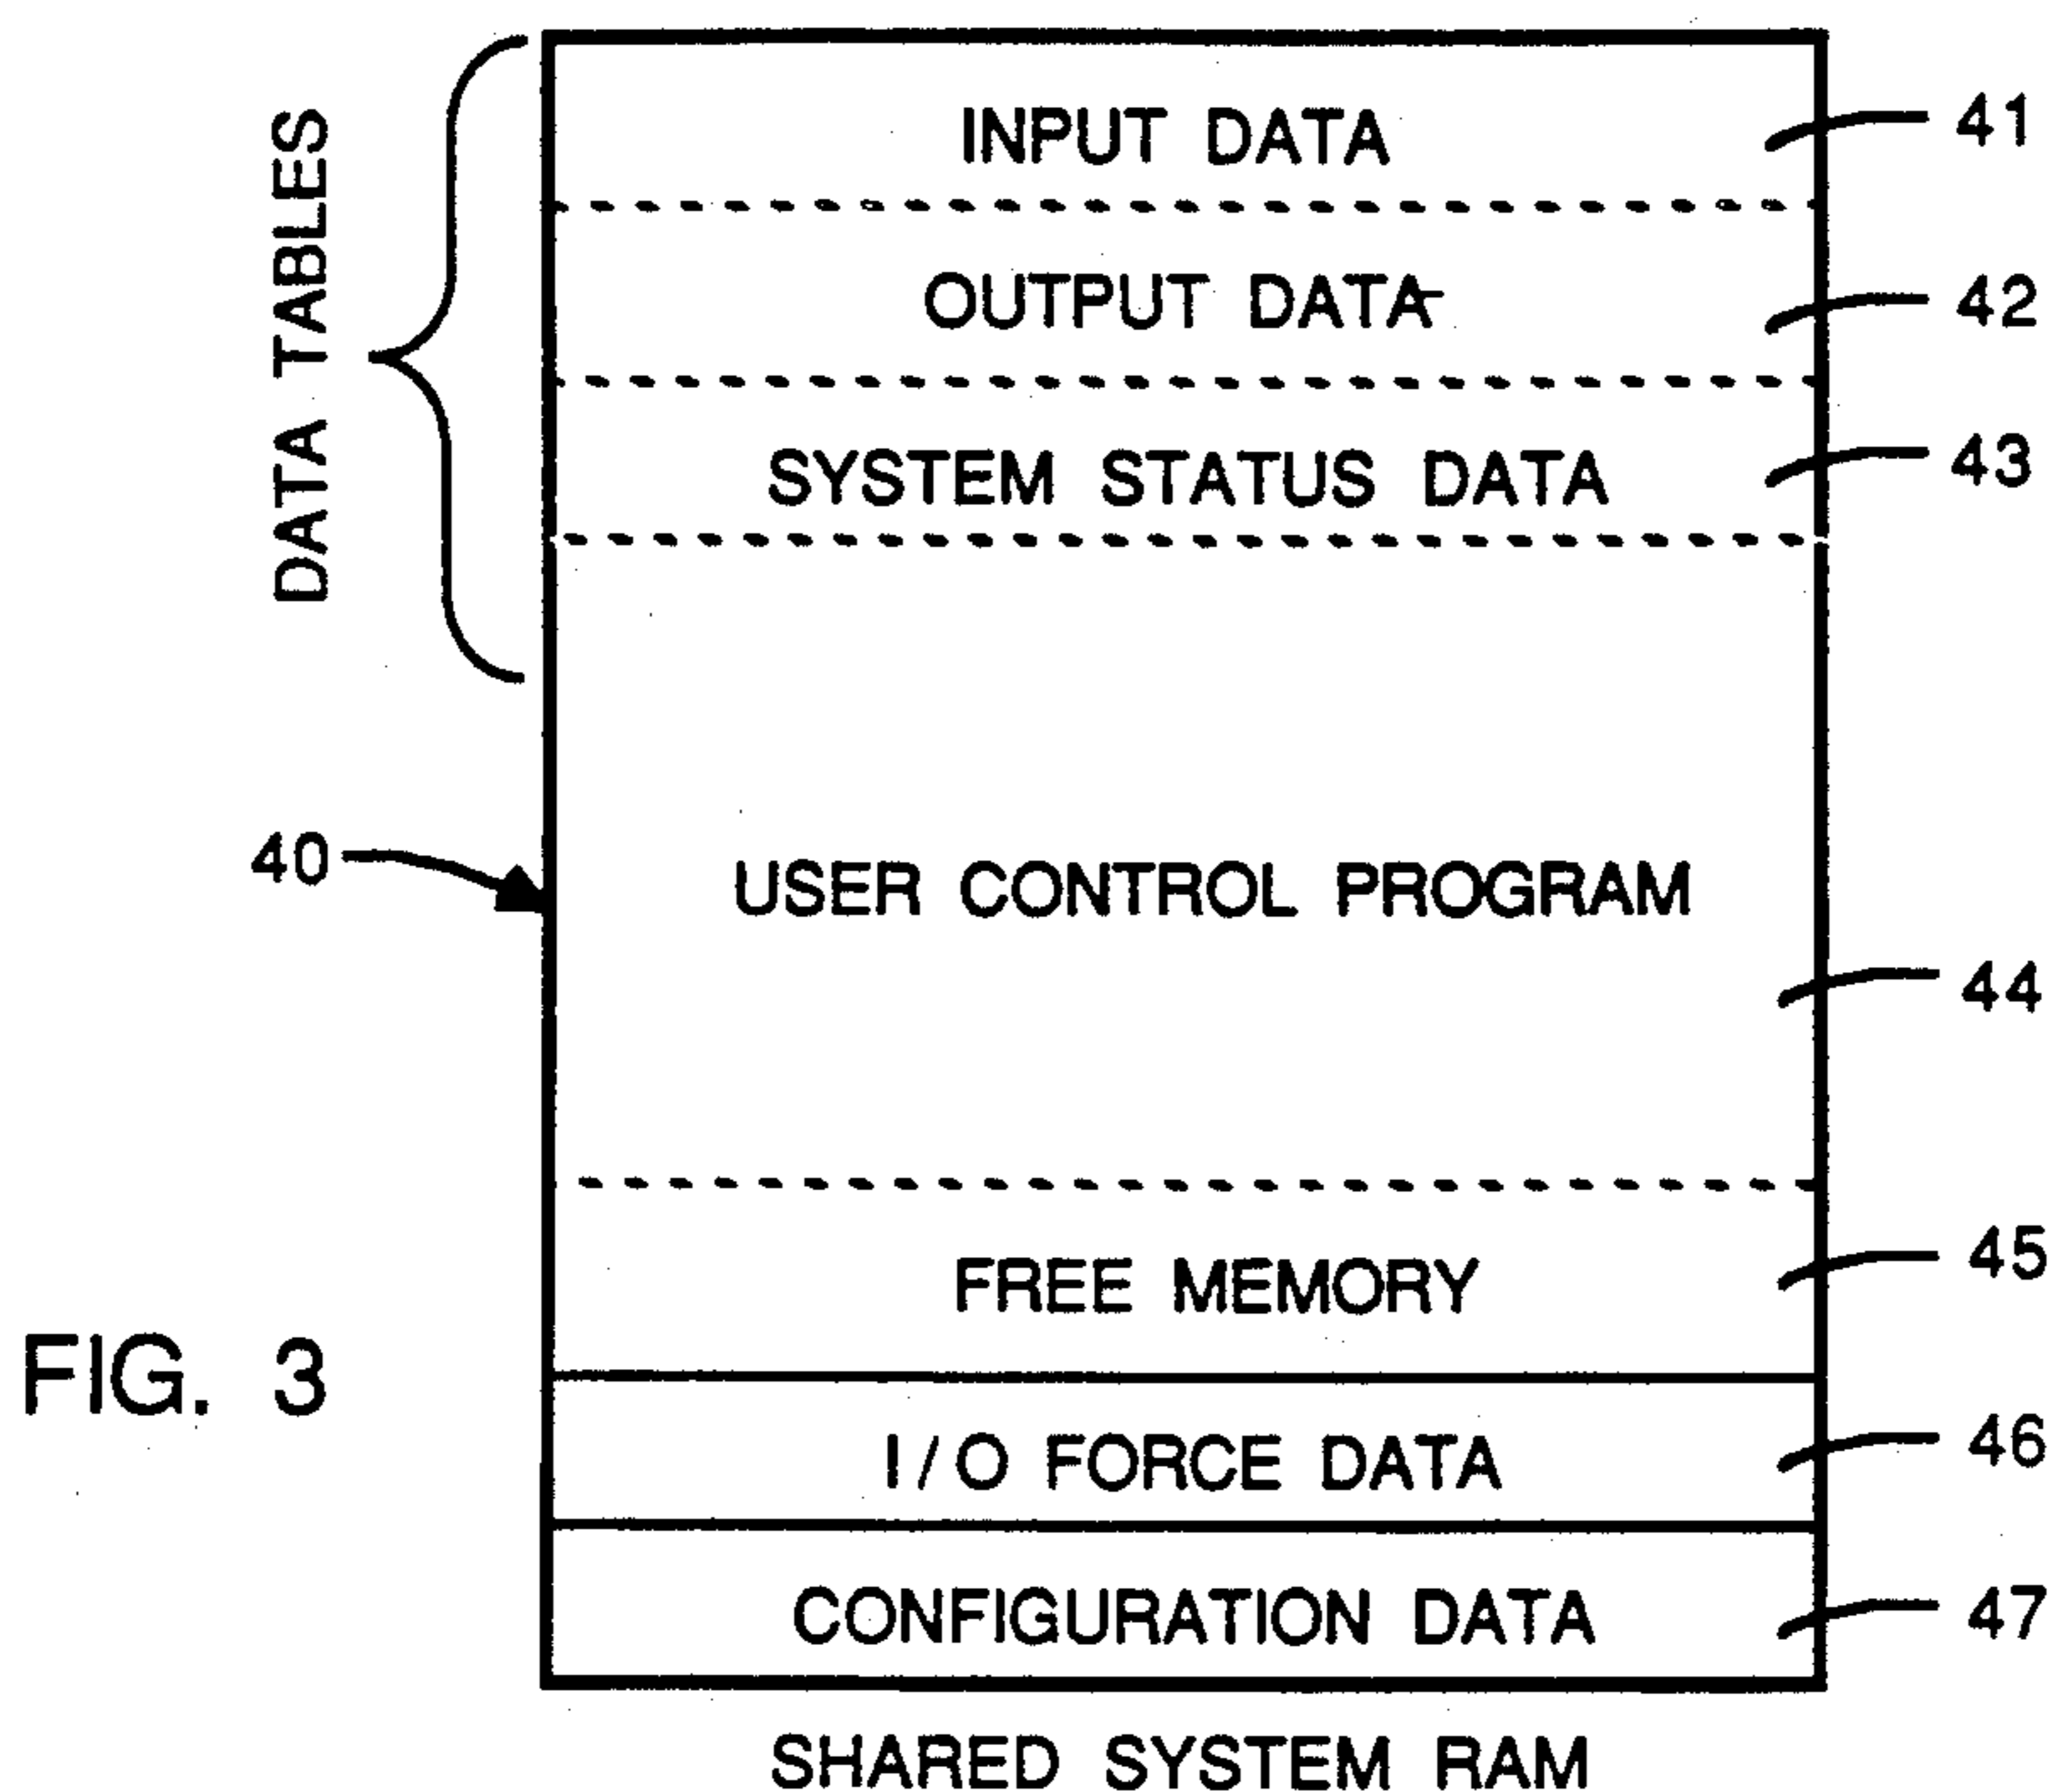 DATA TABLES
INPUT DATA
41
OUTPUT DATA
42
SYSTEM STATUS DATA
43
40
USER CONTROL PROGRAM
44
FREE MEMORY
45
FIG. 3
I/O FORCE DATA
46
CONFIGURATION DATA
47
SHARED SYSTEM RAM